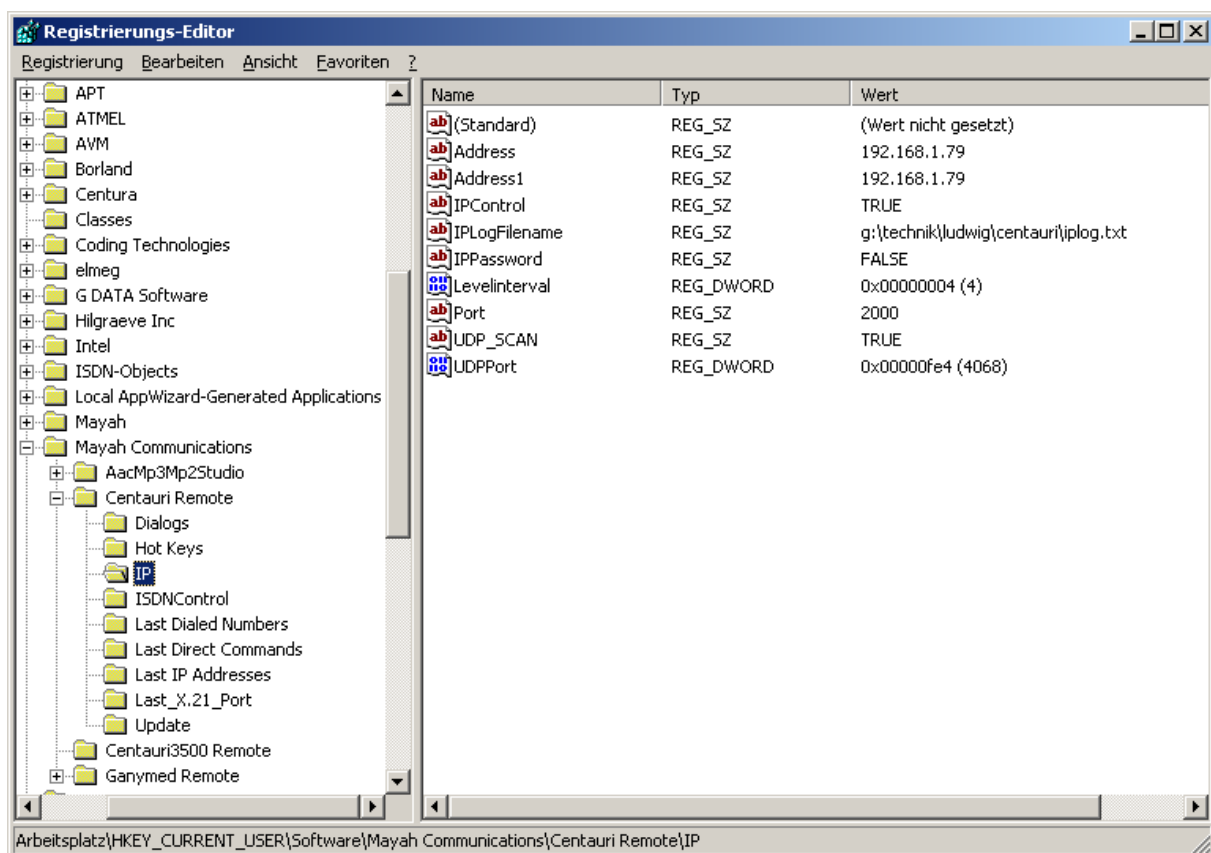 Registrierungs-Editor
Registrierung Bearbeiten Ansicht Favoriten ?
APT
ATMEL
AVM
Borland
Centura
Classes
Coding Technologies
elmeg
G DATA Software
Hilgraeve Inc
Intel
ISDN-Objects
Local AppWizard-Generated Applications
Mayah
Mayah Communications
AacMp3Mp2Studio
Centauri Remote
Dialogs
Hot Keys
IP
ISDNControl
Last Dialed Numbers
Last Direct Commands
Last IP Addresses
Last_X.21_Port
Update
Centauri3500 Remote
Ganymed Remote
Name Typ Wert
(Standard) REG_SZ (Wert nicht gesetzt)
Address REG_SZ 192.168.1.79
Address1 REG_SZ 192.168.1.79
IPControl REG_SZ TRUE
IPLogFilename REG_SZ g:\technik\ludwig\centauri\iplog.txt
IPPassword REG_SZ FALSE
Levelinterval REG_DWORD 0x00000004 (4)
Port REG_SZ 2000
UDP_SCAN REG_SZ TRUE
UDPPort REG_DWORD 0x00000fe4 (4068)
Arbeitsplatz\HKEY_CURRENT_USER\Software\Mayah Communications\Centauri Remote\IP